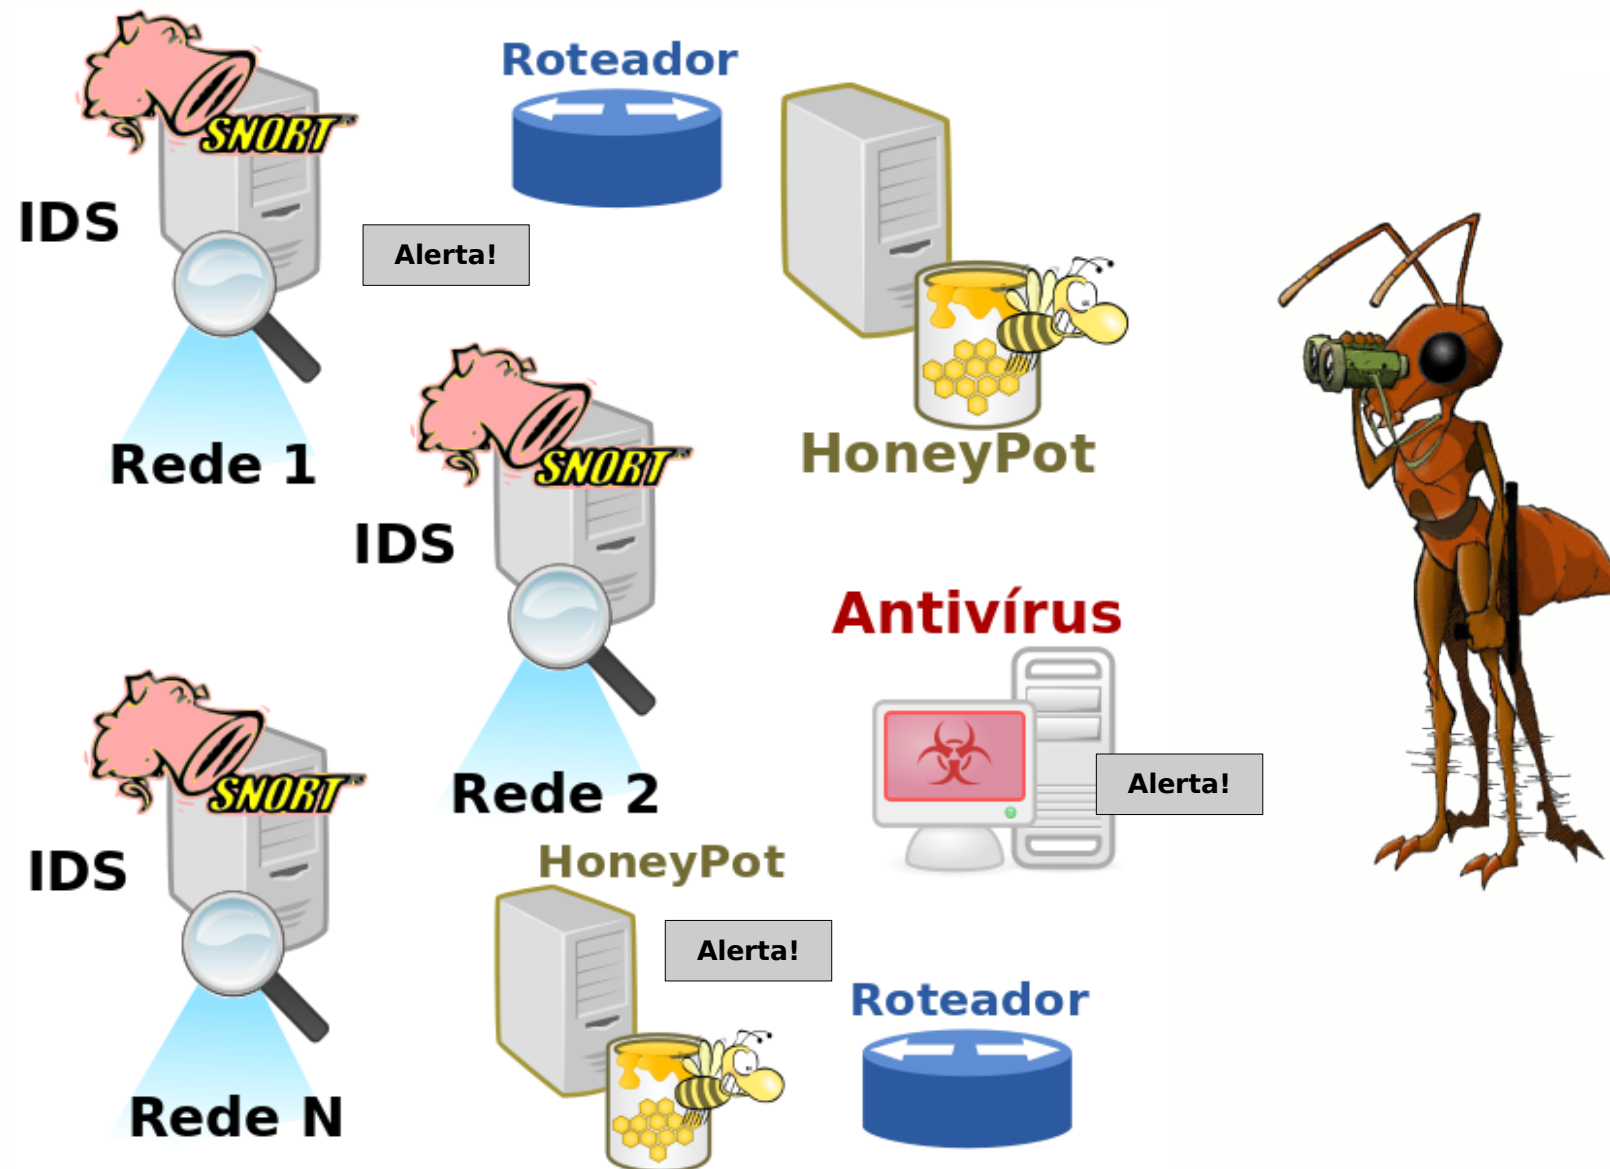 Roteador
SNORT
IDS
Alerta!
Rede 1
HoneyPot
SNORT
IDS
Antivírus
Rede 2
Alerta!
SNORT
IDS
HoneyPot
Alerta!
Roteador
Rede N